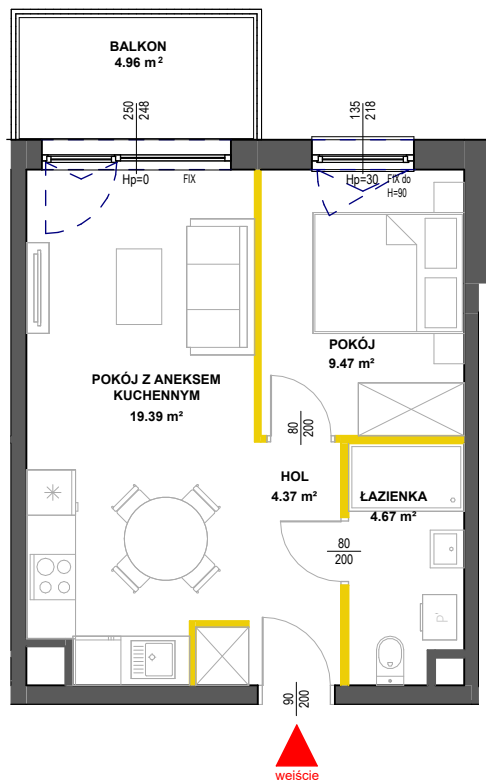 BALKON
4.96 m²
250
248
135
218
Hp=0
FIX
Hp=30
FIX do
H=90
POKÓJ
9.47 m²
POKÓJ Z ANEKSEM
KUCHENNYM
19.39 m²
80
200
HOL
4.37 m²
ŁAZIENKA
4.67 m²
80
200
P'
90
200
wejście